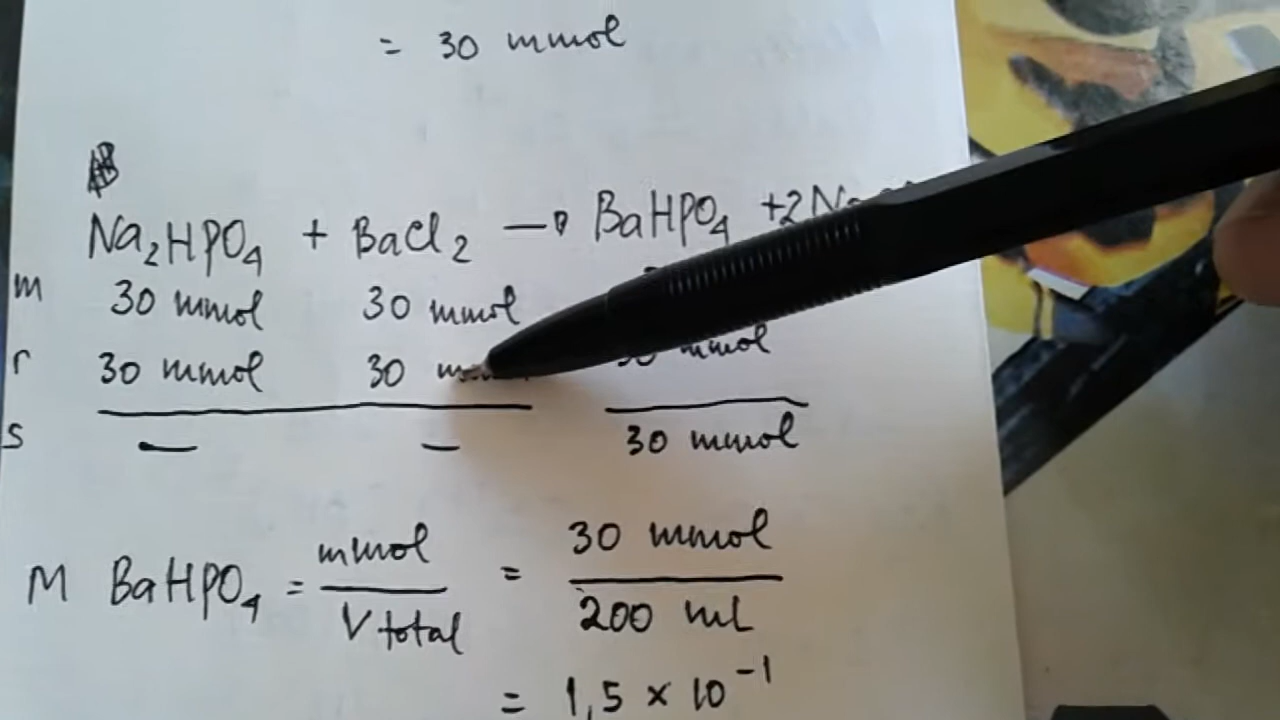 = 30 mmol
Na2HPO4 + BaCl2 → BaHPO4 + 2
m 30 mmol 30 mmol
r 30 mmol 30 mmol
s — — 30 mmol
M BaHPO4 = mmol / V total = 30 mmol / 200 mL
= 1,5 × 10⁻¹